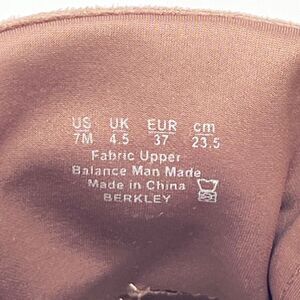 US UK EUR cm
7M 4.5 37 23.5
Fabric Upper
Balance Man Made
Made in China
BERKLEY